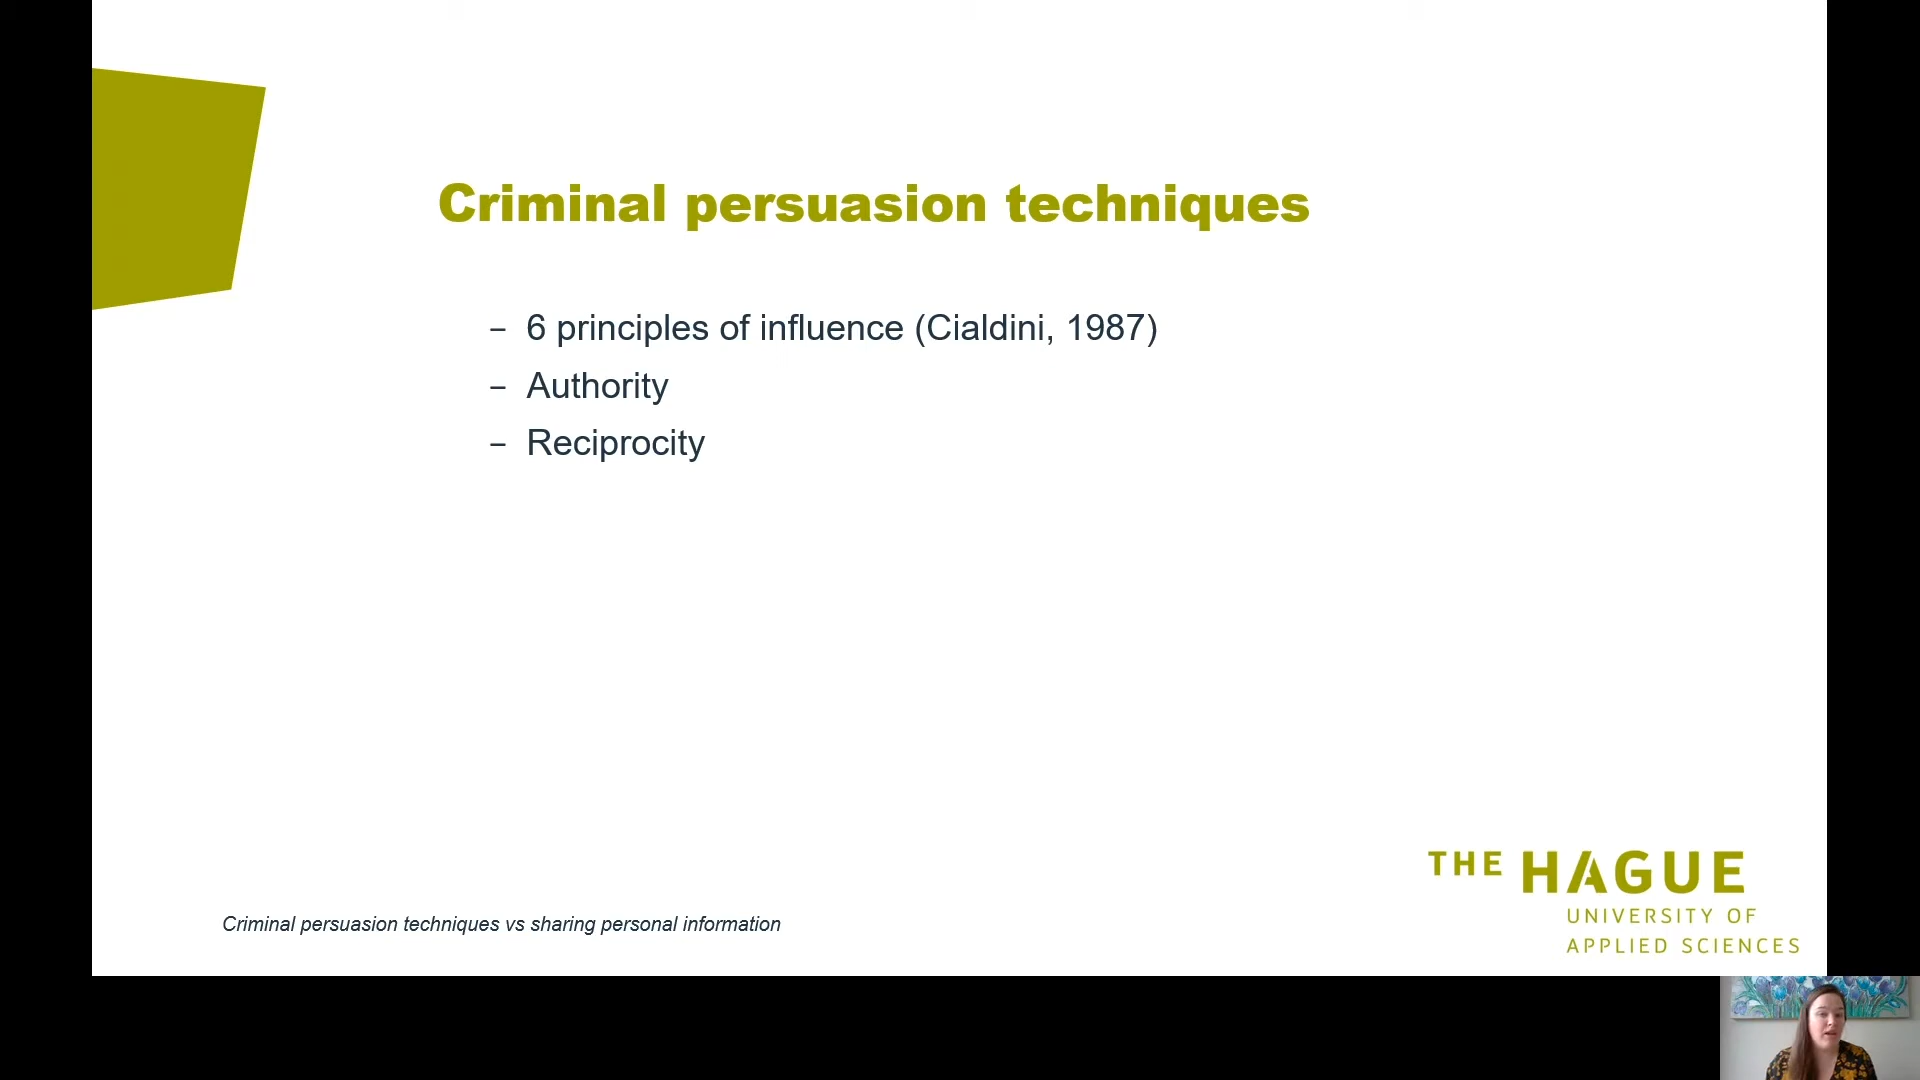 Criminal persuasion techniques
– 6 principles of influence (Cialdini, 1987)
– Authority
– Reciprocity
Criminal persuasion techniques vs sharing personal information
THE HAGUE
UNIVERSITY OF
APPLIED SCIENCES